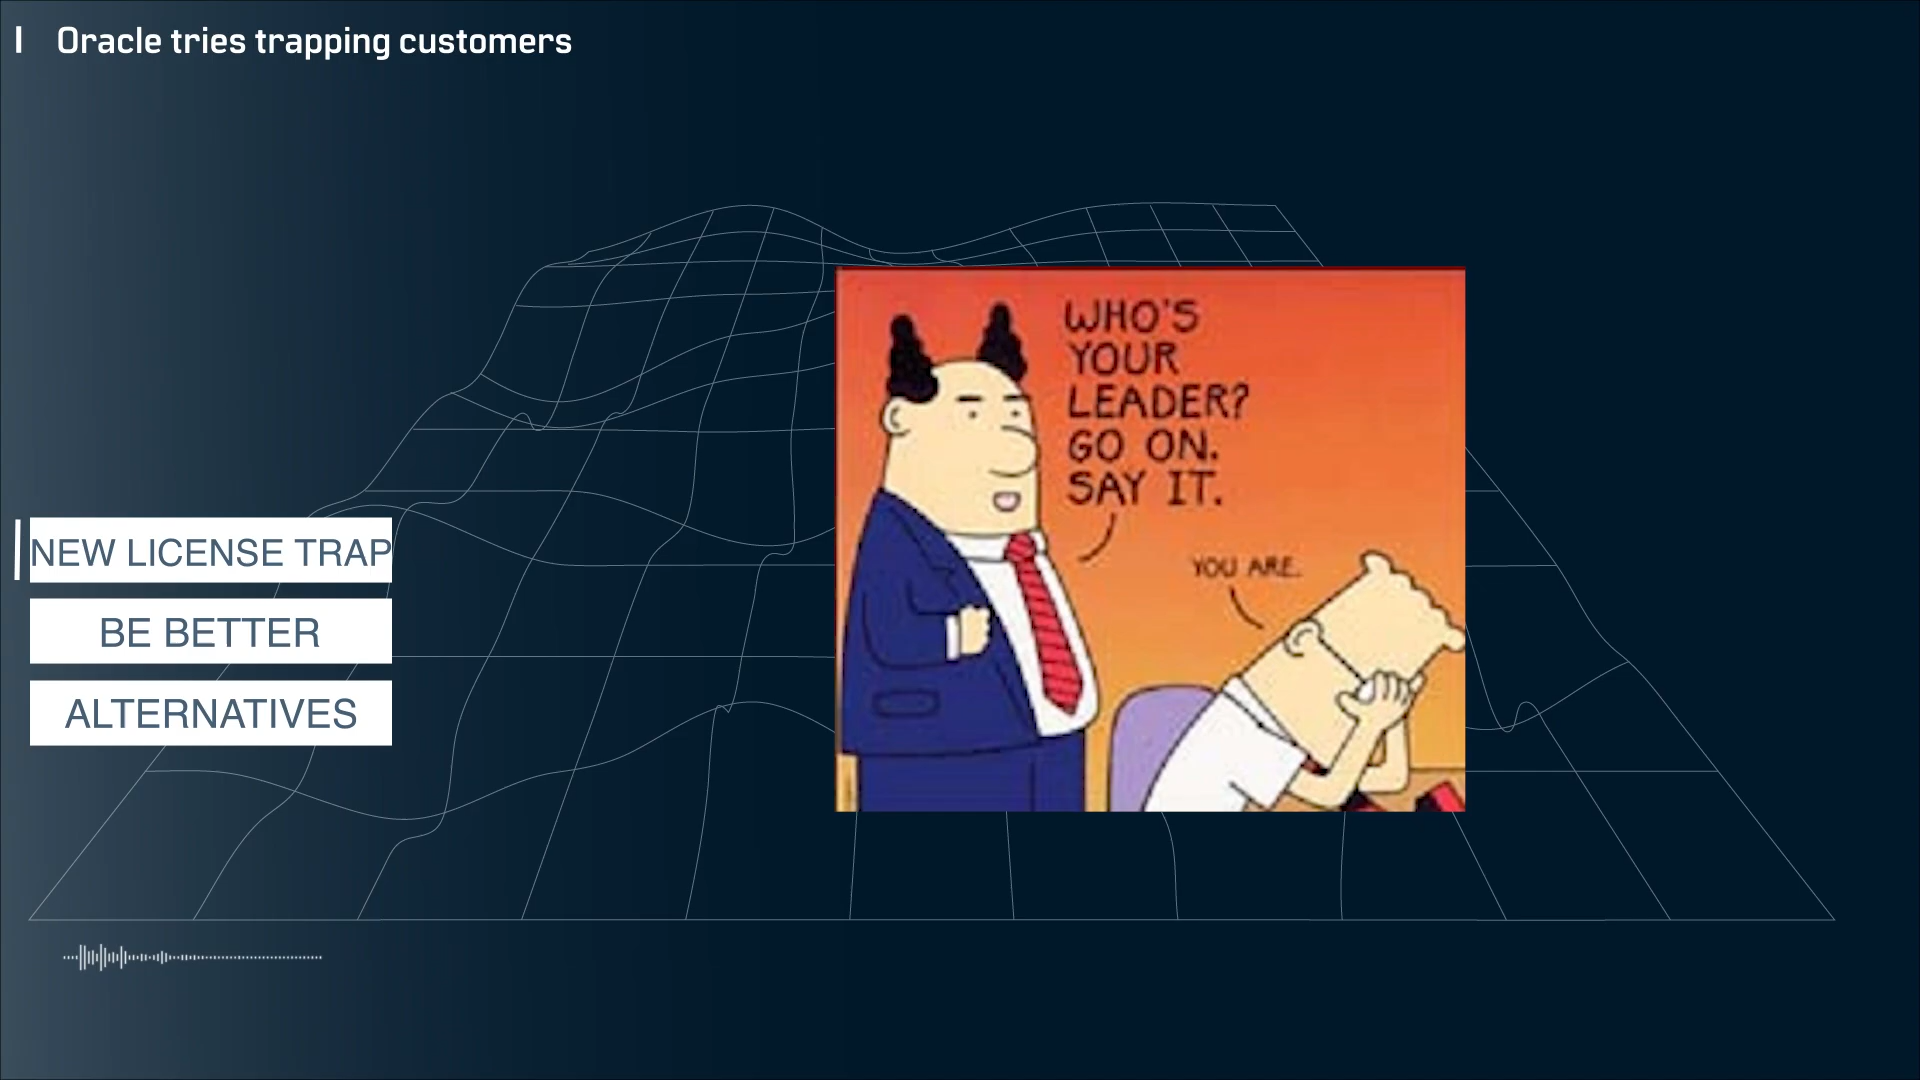 Oracle tries trapping customers
WHO'S
YOUR
LEADER?
GO ON.
SAY IT.
YOU ARE.
NEW LICENSE TRAP
BE BETTER
ALTERNATIVES